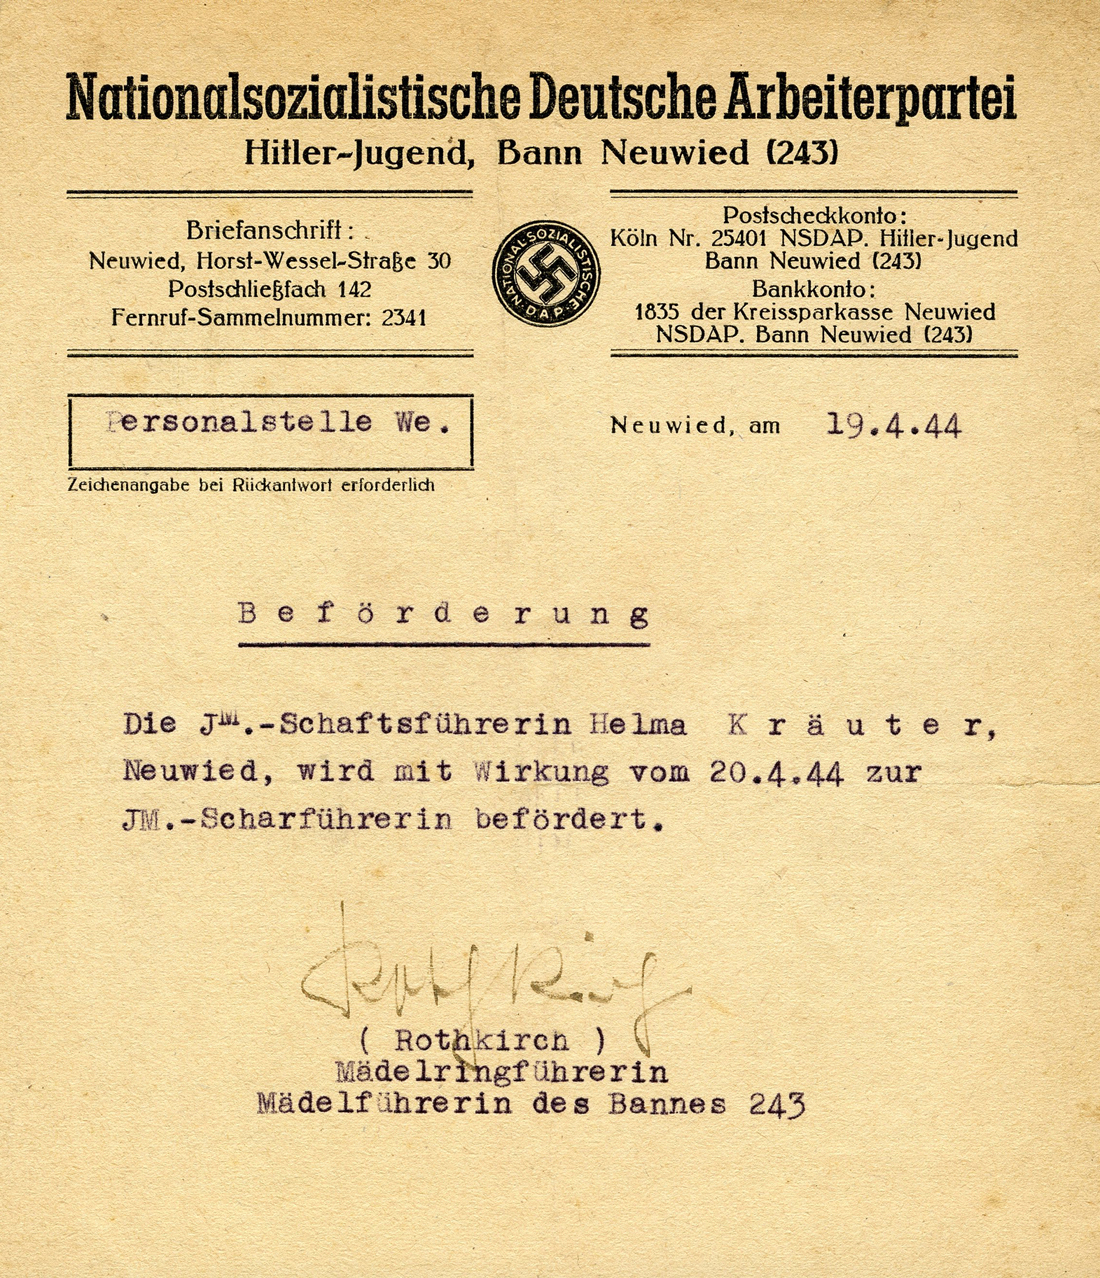 Nationalsozialistische Deutsche Arbeiterpartei
Hitler-Jugend, Bann Neuwied (243)
Briefanschrift:
Neuwied, Horst-Wessel-Straße 30
Postschließfach 142
Fernruf-Sammelnummer: 2341
NATIONALSOZIALISTISCHE
D.A.P.
Postscheckkonto:
Köln Nr. 25401 NSDAP. Hitler-Jugend
Bann Neuwied (243)
Bankkonto:
1835 der Kreissparkasse Neuwied
NSDAP. Bann Neuwied (243)
Personalstelle We.
Zeichenangabe bei Rückantwort erforderlich
Neuwied, am 19.4.44
B e f ö r d e r u n g
Die JM.-Schaftsführerin Helma K r ä u t e r,
Neuwied, wird mit Wirkung vom 20.4.44 zur
JM.-Scharführerin befördert.
Rothkirch
( Rothkirch )
Mädelringführerin
Mädelführerin des Bannes 243